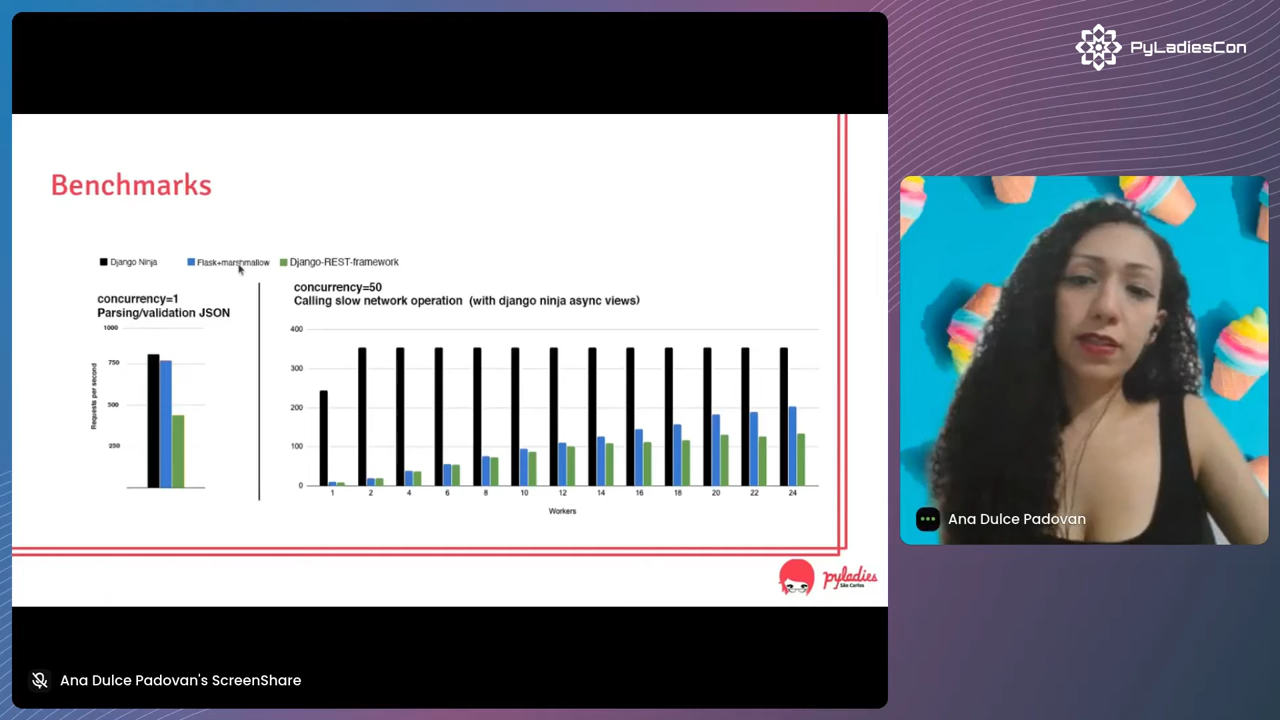 PyLadiesCon
Benchmarks
Django Ninja
Flask+marshmallow
Django-REST-framework
concurrency=1
Parsing/validation JSON
1000
750
500
250
Requests per second
concurrency=50
Calling slow network operation (with django ninja async views)
400
300
200
100
0
1 2 4 6 8 10 12 14 16 18 20 22 24
Workers
pyladies
São Carlos
Ana Dulce Padovan
Ana Dulce Padovan's ScreenShare